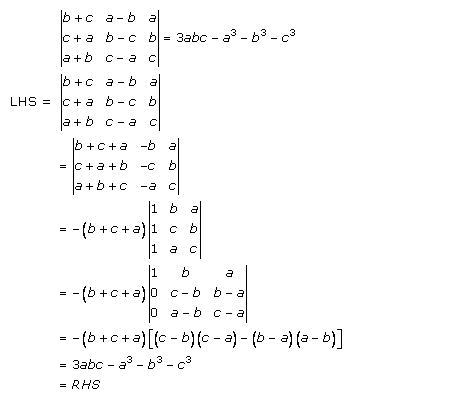 |b + c  a − b  a|
|c + a  b − c  b| = 3abc − a³ − b³ − c³
|a + b  c − a  c|
|b + c  a − b  a|
LHS = |c + a  b − c  b|
|a + b  c − a  c|
|b + c + a  -b  a|
= |c + a + b  -c  b|
|a + b + c  -a  c|
|1  b  a|
= −(b + c + a) |1  c  b|
|1  a  c|
|1  b  a|
= −(b + c + a) |0  c − b  b − a|
|0  a − b  c − a|
= −(b + c + a)[(c − b)(c − a) − (b − a)(a − b)]
= 3abc − a³ − b³ − c³
= RHS